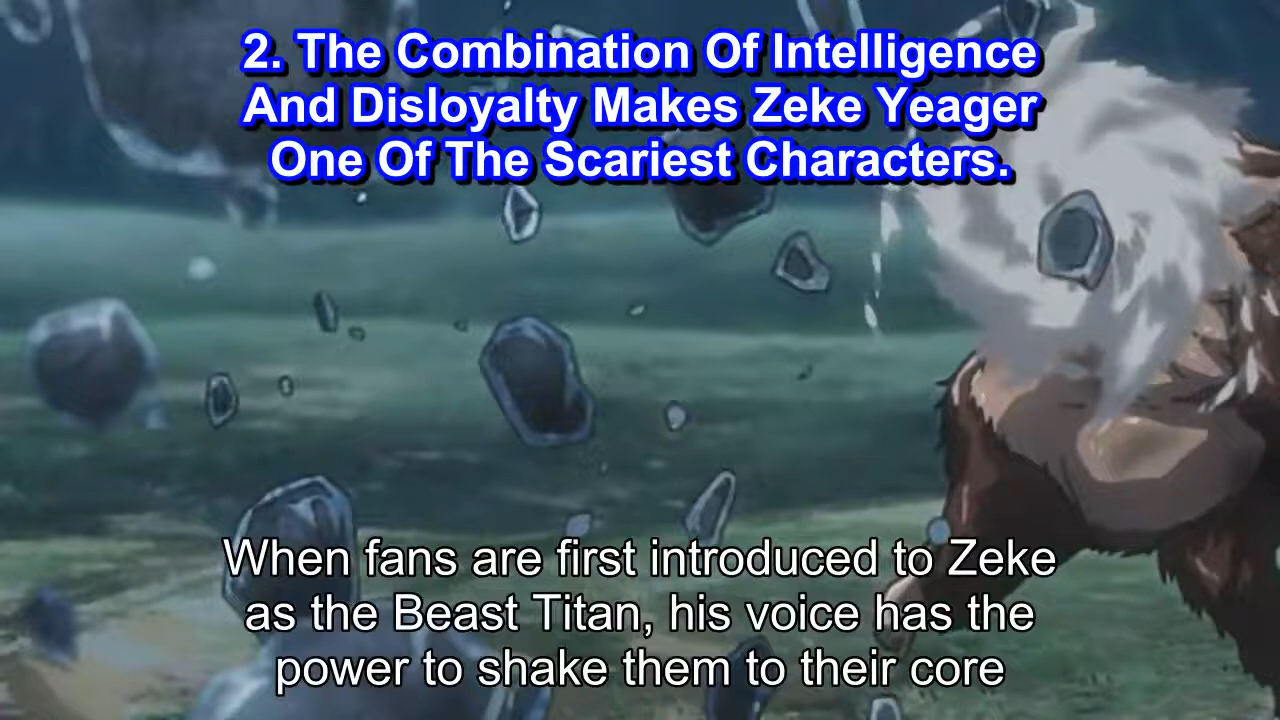 2. The Combination Of Intelligence
And Disloyalty Makes Zeke Yeager
One Of The Scariest Characters.
When fans are first introduced to Zeke
as the Beast Titan, his voice has the
power to shake them to their core